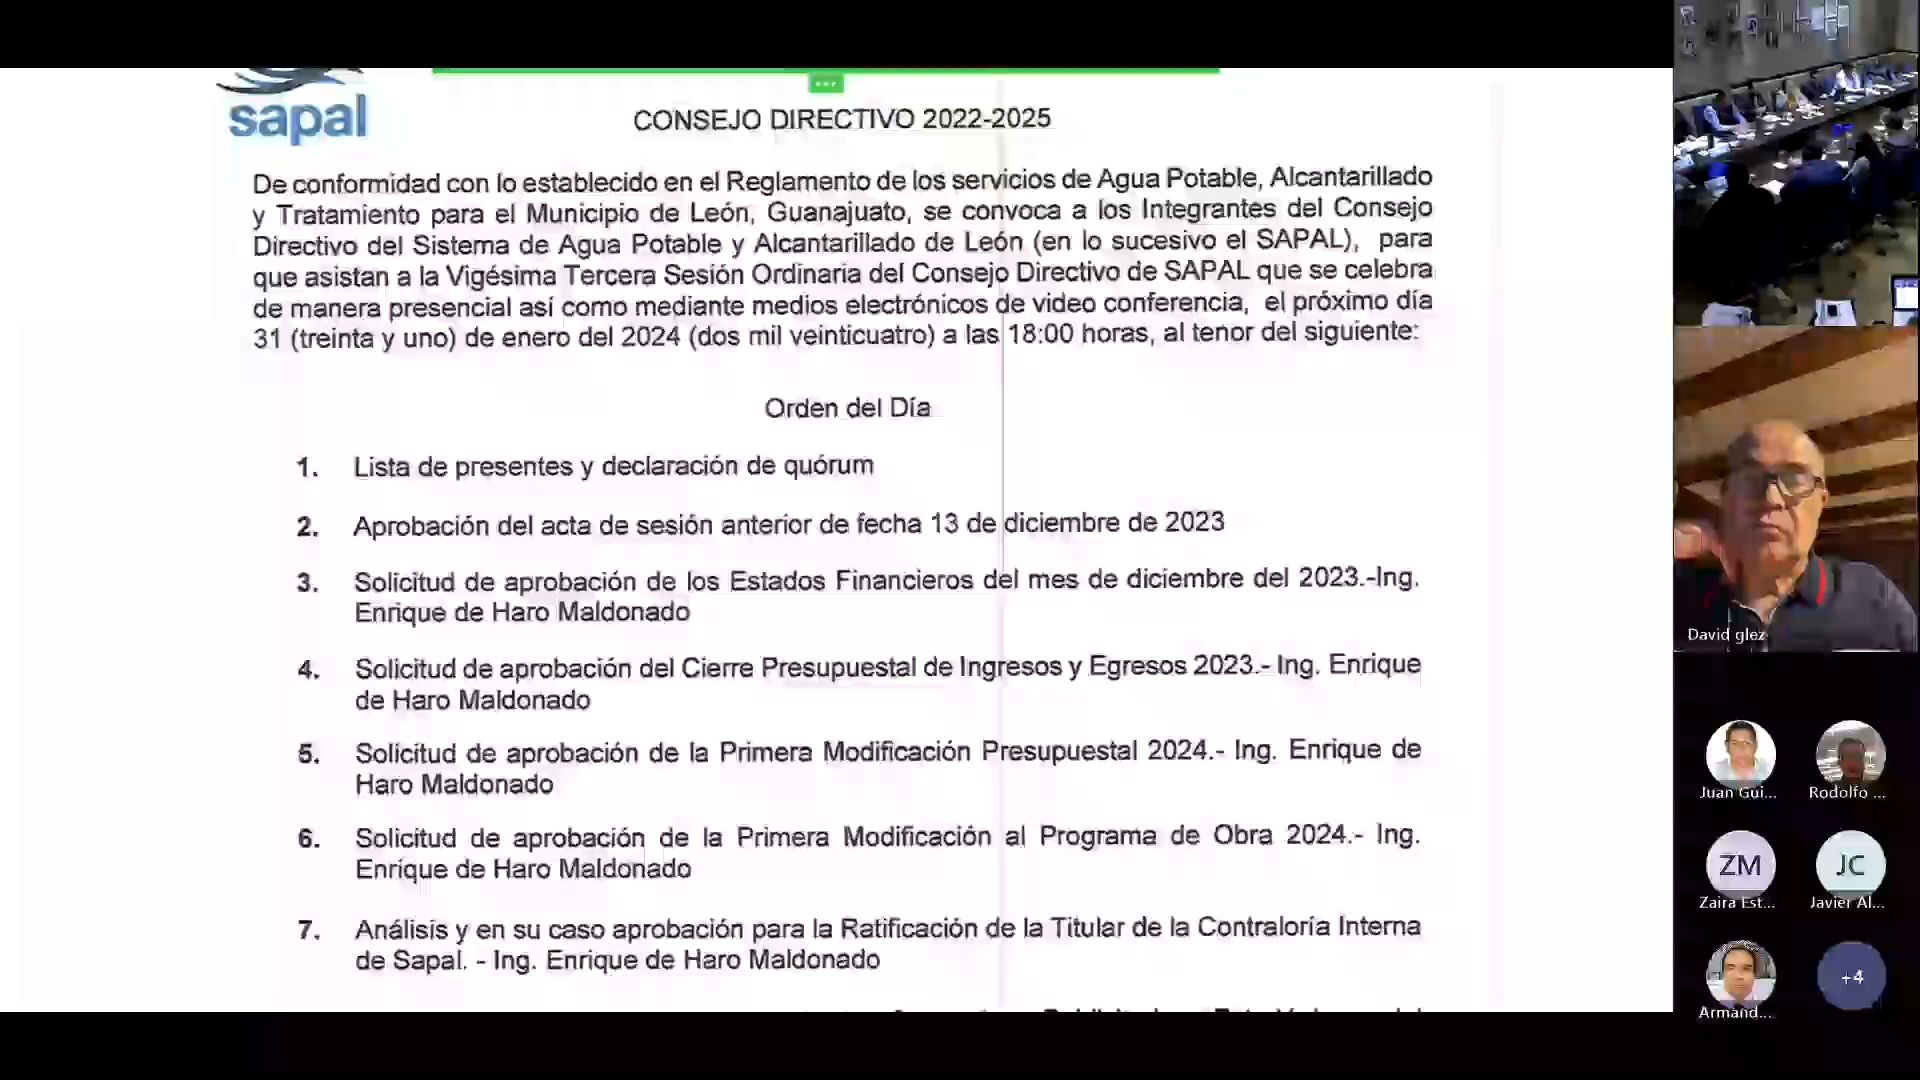 sapal
CONSEJO DIRECTIVO 2022-2025
De conformidad con lo establecido en el Reglamento de los servicios de Agua Potable, Alcantarillado
y Tratamiento para el Municipio de León, Guanajuato, se convoca a los Integrantes del Consejo
Directivo del Sistema de Agua Potable y Alcantarillado de León (en lo sucesivo el SAPAL), para
que asistan a la Vigésima Tercera Sesión Ordinaria del Consejo Directivo de SAPAL que se celebra
de manera presencial así como mediante medios electrónicos de video conferencia, el próximo día
31 (treinta y uno) de enero del 2024 (dos mil veinticuatro) a las 18:00 horas, al tenor del siguiente:
Orden del Día
1. Lista de presentes y declaración de quórum
2. Aprobación del acta de sesión anterior de fecha 13 de diciembre de 2023
3. Solicitud de aprobación de los Estados Financieros del mes de diciembre del 2023.-Ing.
Enrique de Haro Maldonado
4. Solicitud de aprobación del Cierre Presupuestal de Ingresos y Egresos 2023.- Ing. Enrique
de Haro Maldonado
5. Solicitud de aprobación de la Primera Modificación Presupuestal 2024.- Ing. Enrique de
Haro Maldonado
6. Solicitud de aprobación de la Primera Modificación al Programa de Obra 2024.- Ing.
Enrique de Haro Maldonado
7. Análisis y en su caso aprobación para la Ratificación de la Titular de la Contraloría Interna
de Sapal. - Ing. Enrique de Haro Maldonado
David glez
Juan Gui...
Rodolfo ...
ZM
JC
Zaira Est...
Javier Al...
Armand...
+4